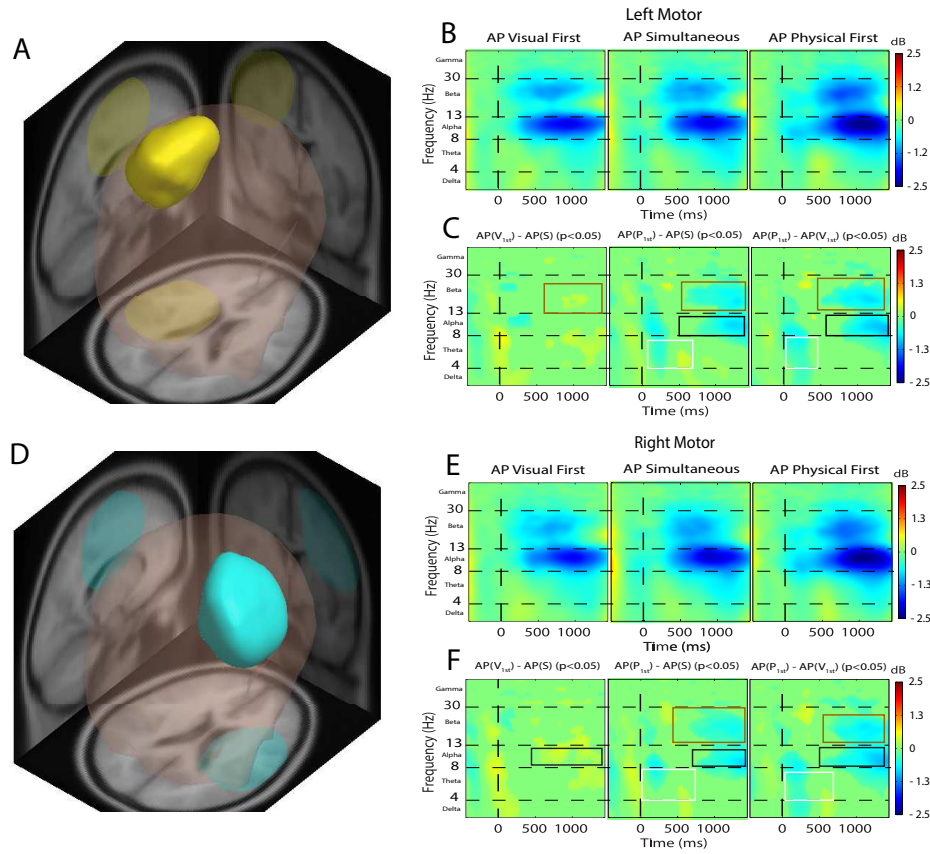 Left Motor
A
B
AP Visual First
AP Simultaneous
AP Physical First
dB
Frequency (Hz)
Gamma
30
Beta
13
Alpha
8
Theta
4
Delta
0 500 1000
0 500 1000
0 500 1000
Time (ms)
2.5
1.3
0
- 1.3
- 2.5
C
AP(V1st) - AP(S) (p<0.05)
AP(P1st) - AP(S) (p<0.05)
AP(P1st) - AP(V1st) (p<0.05)
dB
Frequency (Hz)
Gamma
30
Beta
13
Alpha
8
Theta
4
Delta
0 500 1000
0 500 1000
0 500 1000
Time (ms)
2.5
1.3
0
- 1.3
- 2.5
Right Motor
D
E
AP Visual First
AP Simultaneous
AP Physical First
dB
Frequency (Hz)
Gamma
30
Beta
13
Alpha
8
Theta
4
Delta
0 500 1000
0 500 1000
0 500 1000
Time (ms)
2.5
1.3
0
- 1.3
- 2.5
F
AP(V1st) - AP(S) (p<0.05)
AP(P1st) - AP(S) (p<0.05)
AP(P1st) - AP(V1st) (p<0.05)
dB
Frequency (Hz)
Gamma
30
Beta
13
Alpha
8
Theta
4
Delta
0 500 1000
0 500 1000
0 500 1000
Time (ms)
2.5
1.3
0
- 1.3
- 2.5